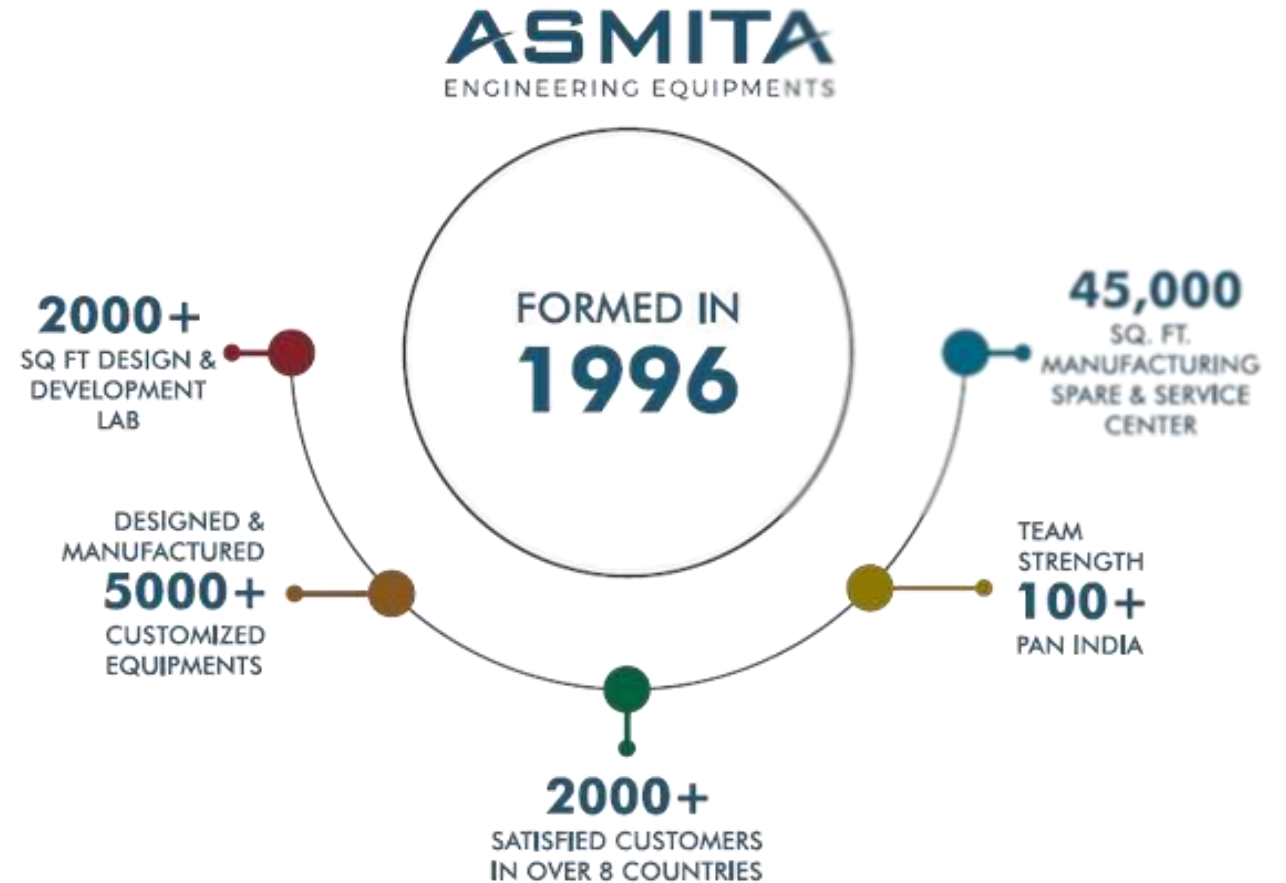 ASMITA
ENGINEERING EQUIPMENTS
FORMED IN
1996
2000+
SQ FT DESIGN &
DEVELOPMENT
LAB
DESIGNED &
MANUFACTURED
5000+
CUSTOMIZED
EQUIPMENTS
2000+
SATISFIED CUSTOMERS
IN OVER 8 COUNTRIES
TEAM
STRENGTH
100+
PAN INDIA
45,000
SQ. FT.
MANUFACTURING
SPARE & SERVICE
CENTER